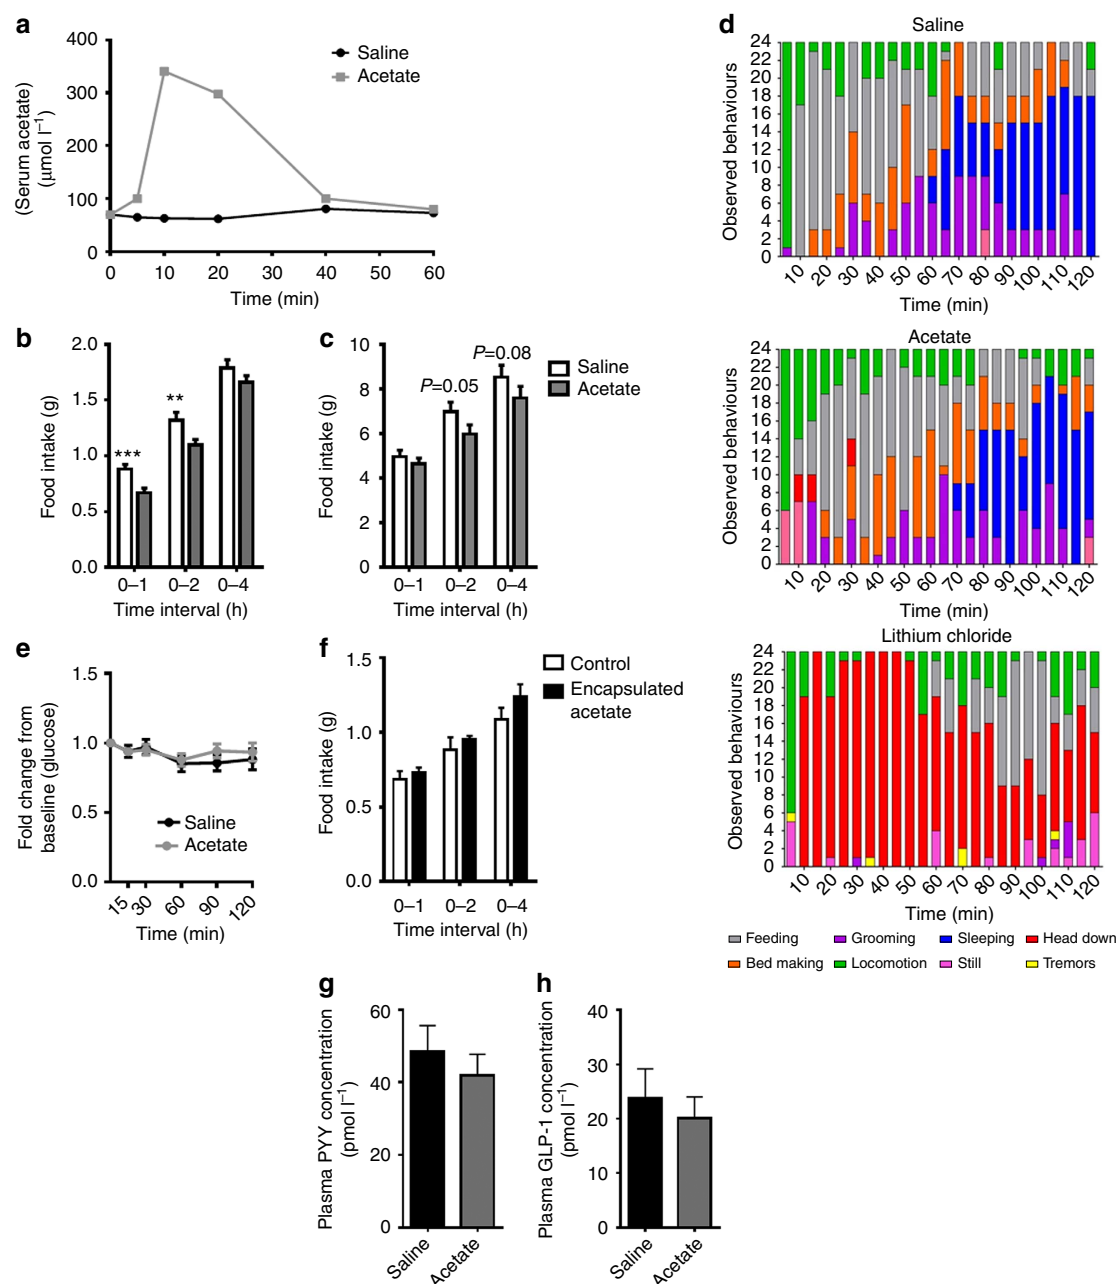 a
400
300
200
100
0
(Serum acetate)
(μmol l⁻¹)
Saline
Acetate
0 10 20 30 40 50 60
Time (min)
b
2.0
1.5
1.0
0.5
0.0
Food intake (g)
***
**
0–1 0–2 0–4
Time interval (h)
c
10
8
6
4
2
0
Food intake (g)
P=0.05
P=0.08
Saline
Acetate
0–1 0–2 0–4
Time interval (h)
d
Saline
24
22
20
18
16
14
12
10
8
6
4
2
0
Observed behaviours
10 20 30 40 50 60 70 80 90 100 110 120
Time (min)
Acetate
24
22
20
18
16
14
12
10
8
6
4
2
0
Observed behaviours
10 20 30 40 50 60 70 80 90 100 110 120
Time (min)
Lithium chloride
24
22
20
18
16
14
12
10
8
6
4
2
0
Observed behaviours
10 20 30 40 50 60 70 80 90 100 110 120
Time (min)
Feeding Grooming Sleeping Head down
Bed making Locomotion Still Tremors
e
1.5
1.0
0.5
0.0
Fold change from
baseline (glucose)
Saline
Acetate
15 30 60 90 120
Time (min)
f
1.5
1.0
0.5
0.0
Food intake (g)
Control
Encapsulated
acetate
0–1 0–2 0–4
Time interval (h)
g
60
40
20
0
Plasma PYY concentration
(pmol l⁻¹)
Saline Acetate
h
40
30
20
10
0
Plasma GLP-1 concentration
(pmol l⁻¹)
Saline Acetate